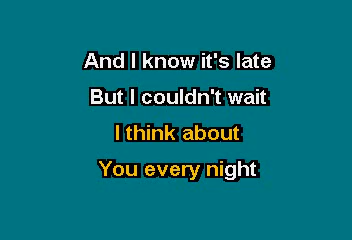 And I know it's late
But I couldn't wait
I think about
You every night